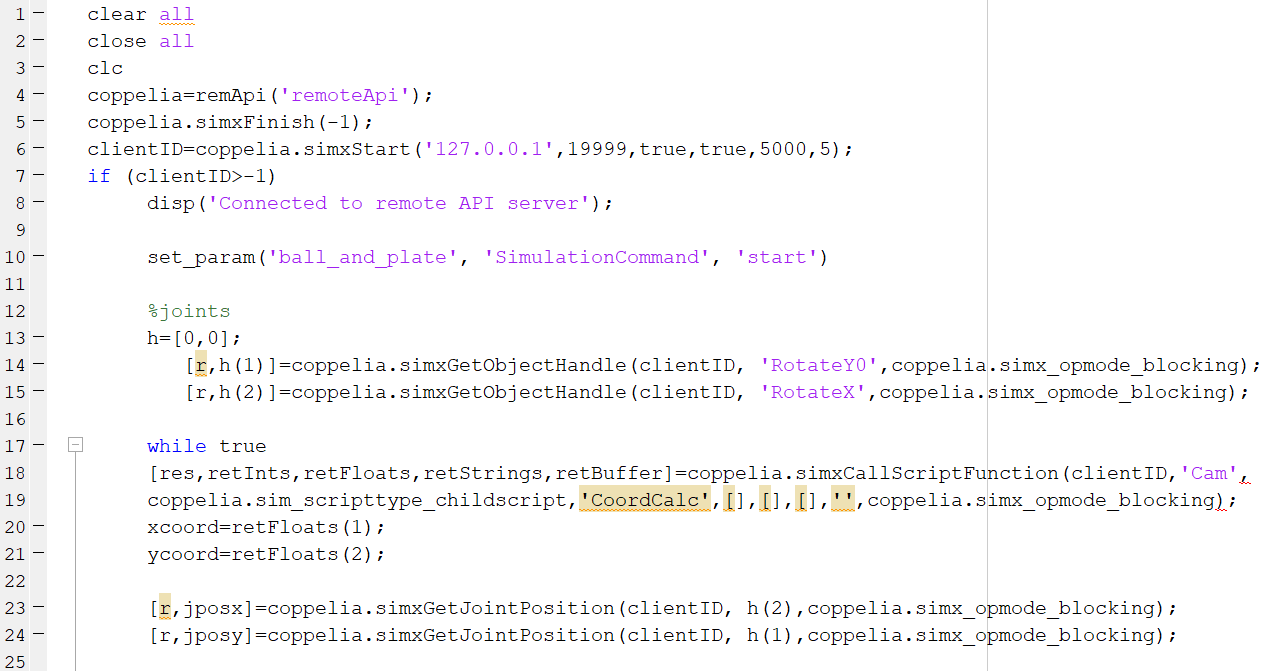 1 clear all
2 close all
3 clc
4 coppelia=remApi('remoteApi');
5 coppelia.simxFinish(-1);
6 clientID=coppelia.simxStart('127.0.0.1',19999,true,true,5000,5);
7 if (clientID>-1)
8 disp('Connected to remote API server');
9
10 set_param('ball_and_plate', 'SimulationCommand', 'start')
11
12 %joints
13 h=[0,0];
14 [r,h(1)]=coppelia.simxGetObjectHandle(clientID, 'RotateY0',coppelia.simx_opmode_blocking);
15 [r,h(2)]=coppelia.simxGetObjectHandle(clientID, 'RotateX',coppelia.simx_opmode_blocking);
16
17 while true
18 [res,retInts,retFloats,retStrings,retBuffer]=coppelia.simxCallScriptFunction(clientID,'Cam',
19 coppelia.sim_scripttype_childscript,'CoordCalc',[],[],[],'',coppelia.simx_opmode_blocking);
20 xcoord=retFloats(1);
21 ycoord=retFloats(2);
22
23 [r,jposx]=coppelia.simxGetJointPosition(clientID, h(2),coppelia.simx_opmode_blocking);
24 [r,jposy]=coppelia.simxGetJointPosition(clientID, h(1),coppelia.simx_opmode_blocking);
25